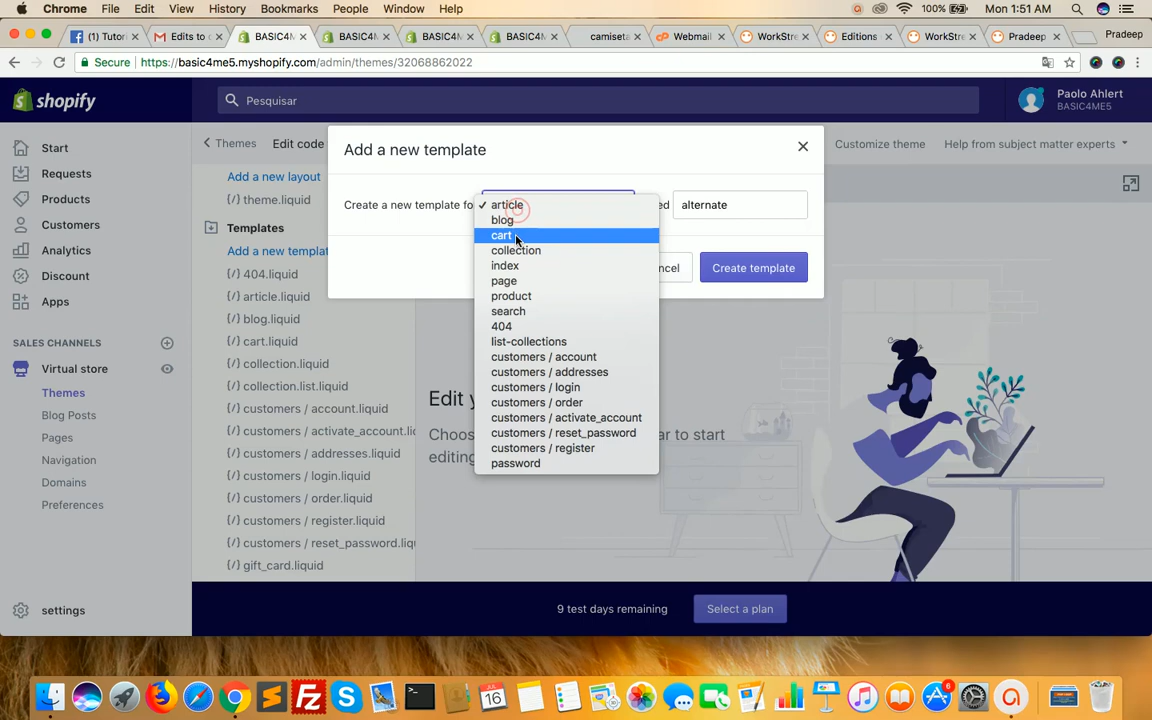 Chrome File Edit View History Bookmarks People Window Help
100% Mon 1:51 AM
(1) Tutori Edits to BASIC4M BASIC4M BASIC4M BASIC4M camiseta Webmail WorkStre Editions WorkStre Pradeep
Pradeep
Secure https://basic4me5.myshopify.com/admin/themes/32068862022
shopify
Pesquisar
Paolo Ahlert
BASIC4ME5
Start
Requests
Products
Customers
Analytics
Discount
Apps
SALES CHANNELS
Virtual store
Themes
Blog Posts
Pages
Navigation
Domains
Preferences
settings
Themes Edit code
Customize theme Help from subject matter experts
Add a new layout
{/} theme.liquid
Templates
Add a new templat
{/} 404.liquid
{/} article.liquid
{/} blog.liquid
{/} cart.liquid
{/} collection.liquid
{/} collection.list.liquid
{/} customers / account.liquid
{/} customers / activate_account.lic
{/} customers / addresses.liquid
{/} customers / login.liquid
{/} customers / order.liquid
{/} customers / register.liquid
{/} customers / reset_password.liqu
{/} gift_card.liquid
Add a new template
Create a new template fo
ed alternate
ncel Create template
✓ article
blog
cart
collection
index
page
product
search
404
list-collections
customers / account
customers / addresses
customers / login
customers / order
customers / activate_account
customers / reset_password
customers / register
password
Edit y
Choos
ar to start
editing
9 test days remaining Select a plan
16
6